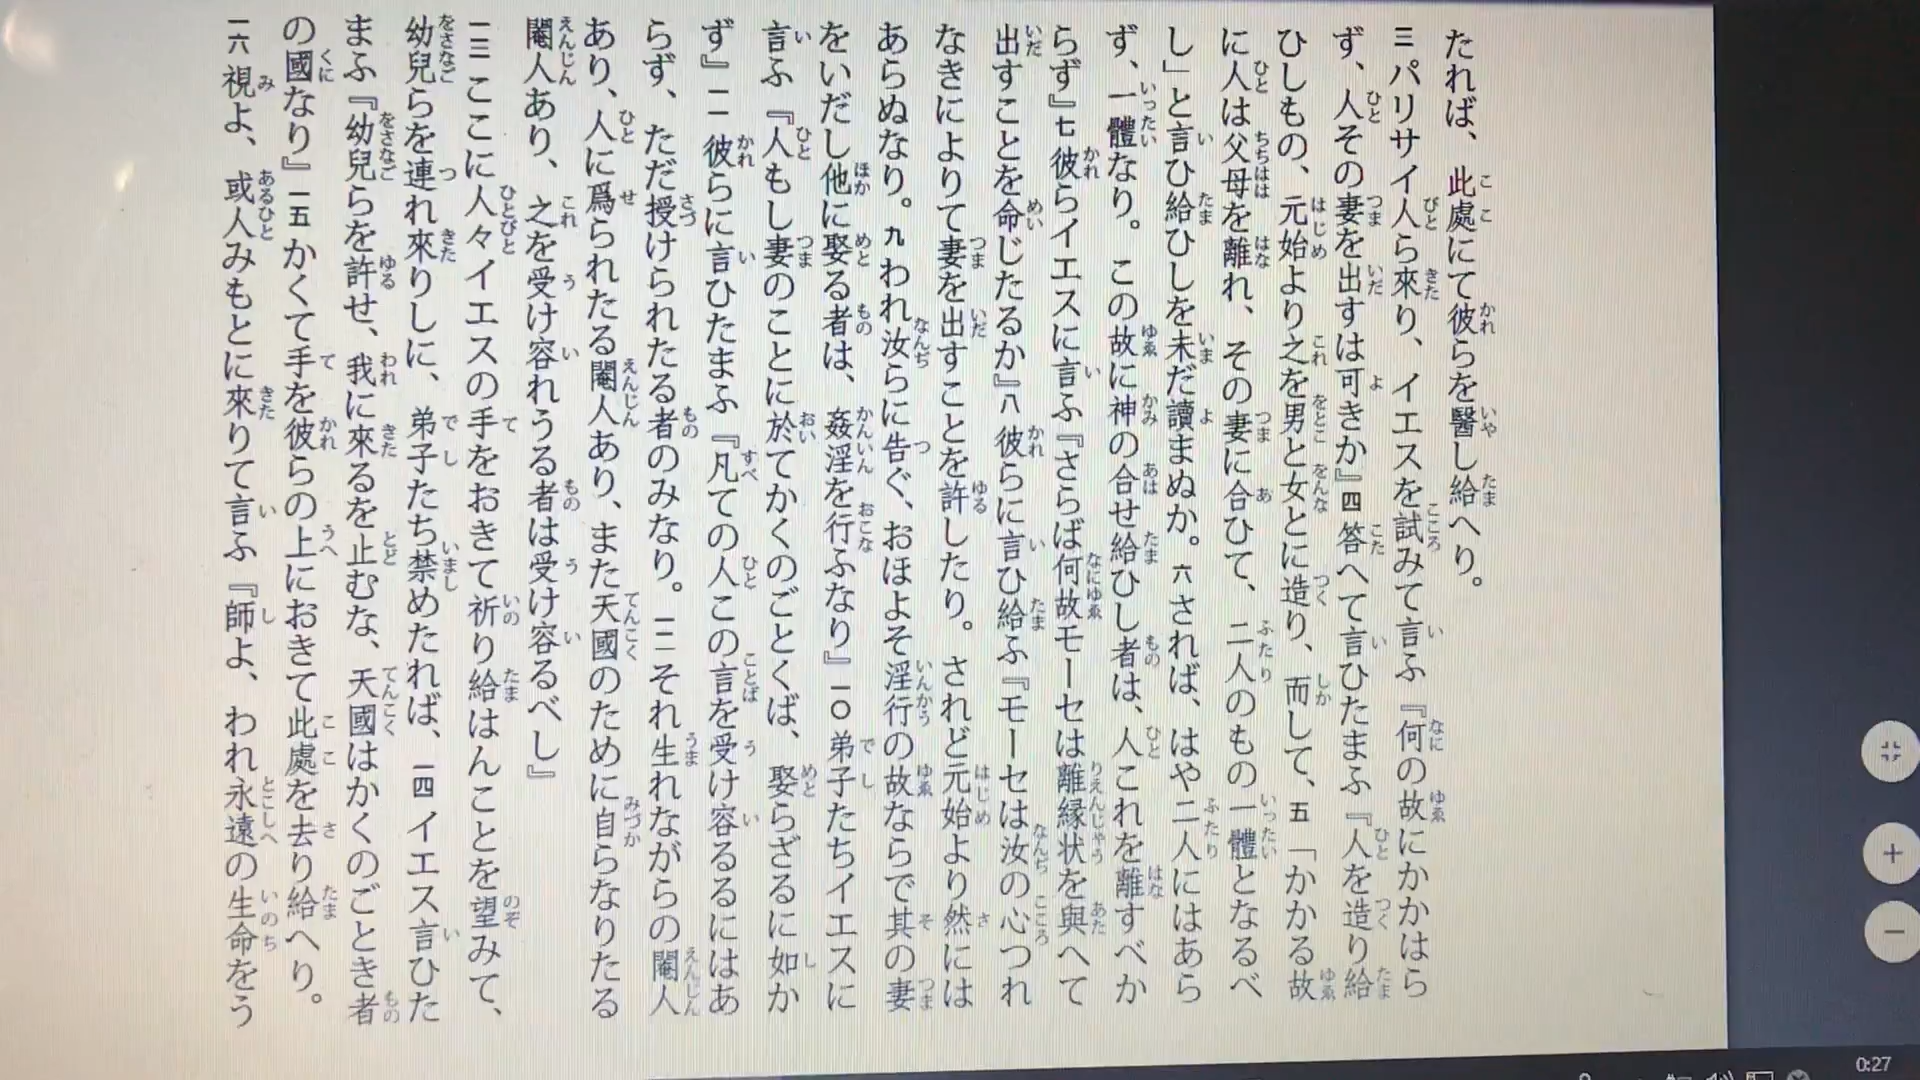 たれば、此處にて彼らを醫し給へり。
三パリサイ人ら來り、イエスを試みて言ふ『何の故にかかはら
ず、人その妻を出すは可きか』四答へて言ひたまふ『人を造り給
ひしもの、元始より之を男と女とに造り、而して、五「かかる故
に人は父母を離れ、その妻に合ひて、二人のもの一體となるべ
し」と言ひ給ひしを未だ讀まぬか。六されば、はや二人にはあら
ず、一體なり。この故に神の合せ給ひし者は、人これを離すべか
らず』七彼らイエスに言ふ『さらば何故モーセは離縁状を與へて
出すことを命じたるか』八彼らに言ひ給ふ『モーセは汝の心つれ
なきによりて妻を出すことを許したり。されど元始より然には
あらぬなり。九われ汝らに告ぐ、おほよそ淫行の故ならで其の妻
をいだし他に娶る者は、姦淫を行ふなり』一〇弟子たちイエスに
言ふ『人もし妻のことに於てかくのごとくば、娶らざるに如か
ず』一一彼らに言ひたまふ『凡ての人この言を受け容るるにはあ
らず、ただ授けられたる者のみなり。一二それ生れながらの閹人
あり、人に爲られたる閹人あり、また天國のために自らなりたる
閹人あり、之を受け容れうる者は受け容るべし』
一三ここに人々イエスの手をおきて祈り給はんことを望みて、
幼兒らを連れ來りしに、弟子たち禁めたれば、一四イエス言ひた
まふ『幼兒らを許せ、我に來るを止むな、天國はかくのごとき者
の國なり』一五かくて手を彼らの上におきて此處を去り給へり。
一六視よ、或人みもとに來りて言ふ『師よ、われ永遠の生命をう
0:27